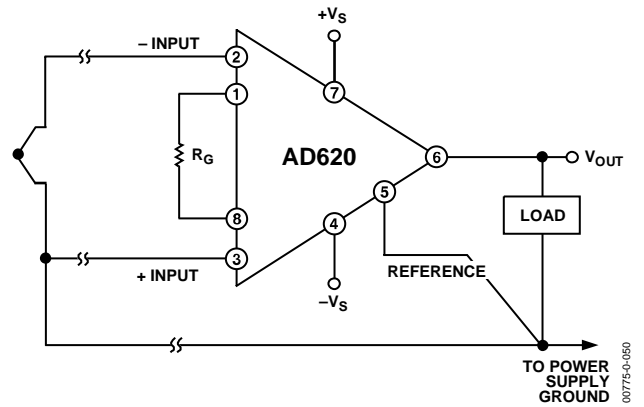 +VS
– INPUT
2
1
7
RG
AD620
6
VOUT
5
LOAD
8
4
3
+ INPUT
REFERENCE
–VS
TO POWER
SUPPLY
GROUND
00775-0-050